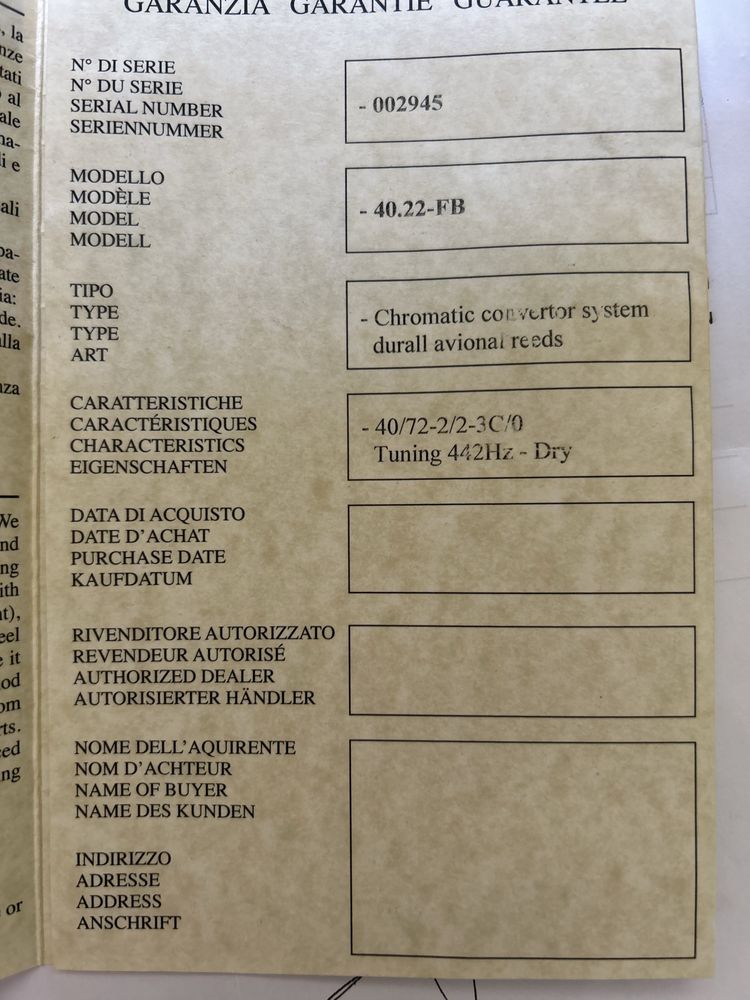 GARANZIA GARANTIE GUARANTEE
N° DI SERIE
N° DU SERIE
SERIAL NUMBER
SERIENNUMMER
- 002945
MODELLO
MODÈLE
MODEL
MODELL
- 40.22-FB
TIPO
TYPE
TYPE
ART
- Chromatic convertor system
durall avional reeds
CARATTERISTICHE
CARACTÉRISTIQUES
CHARACTERISTICS
EIGENSCHAFTEN
- 40/72-2/2-3C/0
Tuning 442Hz - Dry
DATA DI ACQUISTO
DATE D'ACHAT
PURCHASE DATE
KAUFDATUM
RIVENDITORE AUTORIZZATO
REVENDEUR AUTORISÉ
AUTHORIZED DEALER
AUTORISIERTER HÄNDLER
NOME DELL'AQUIRENTE
NOM D'ACHTEUR
NAME OF BUYER
NAME DES KUNDEN
INDIRIZZO
ADRESSE
ADDRESS
ANSCHRIFT